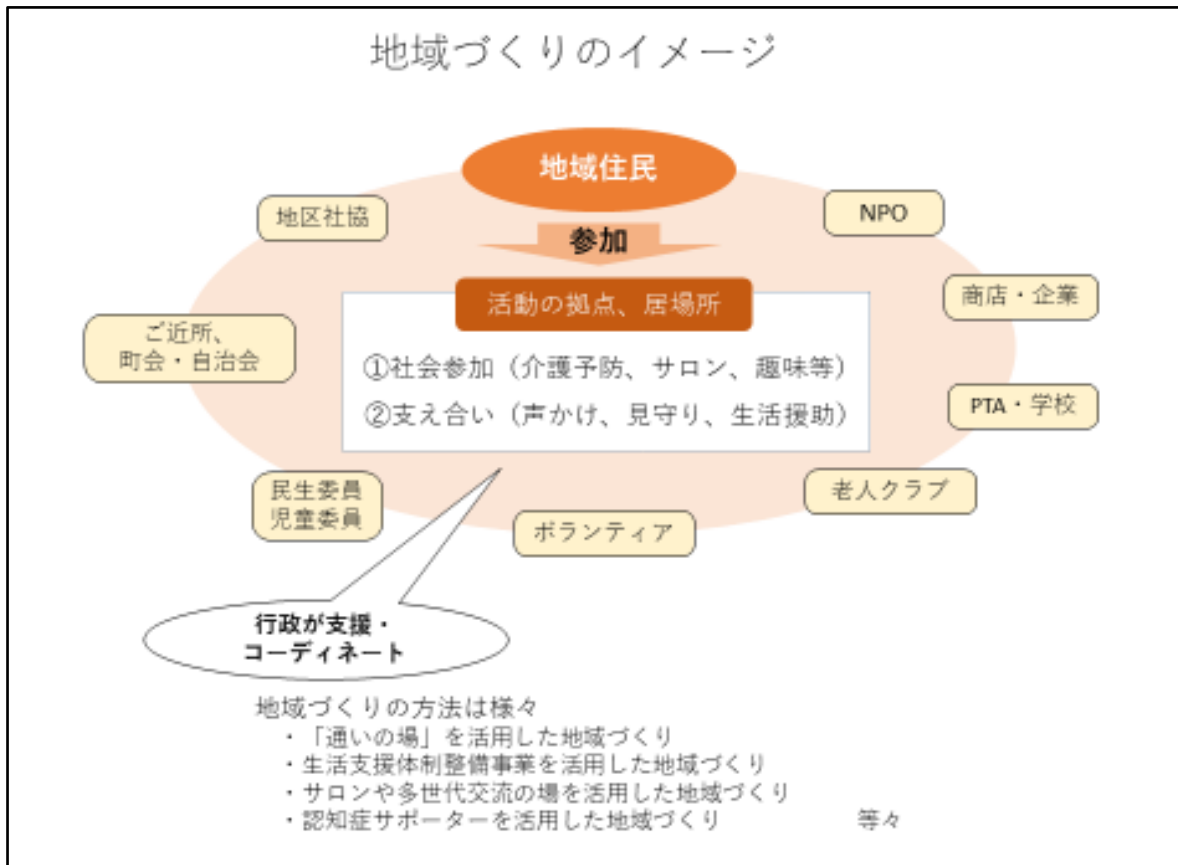 地域づくりのイメージ
地域住民
参加
地区社協
NPO
活動の拠点、居場所
商店・企業
ご近所、
町会・自治会
①社会参加（介護予防、サロン、趣味等）
②支え合い（声かけ、見守り、生活援助）
PTA・学校
民生委員
児童委員
老人クラブ
ボランティア
行政が支援・
コーディネート
地域づくりの方法は様々
・「通いの場」を活用した地域づくり
・生活支援体制整備事業を活用した地域づくり
・サロンや多世代交流の場を活用した地域づくり
・認知症サポーターを活用した地域づくり　等々